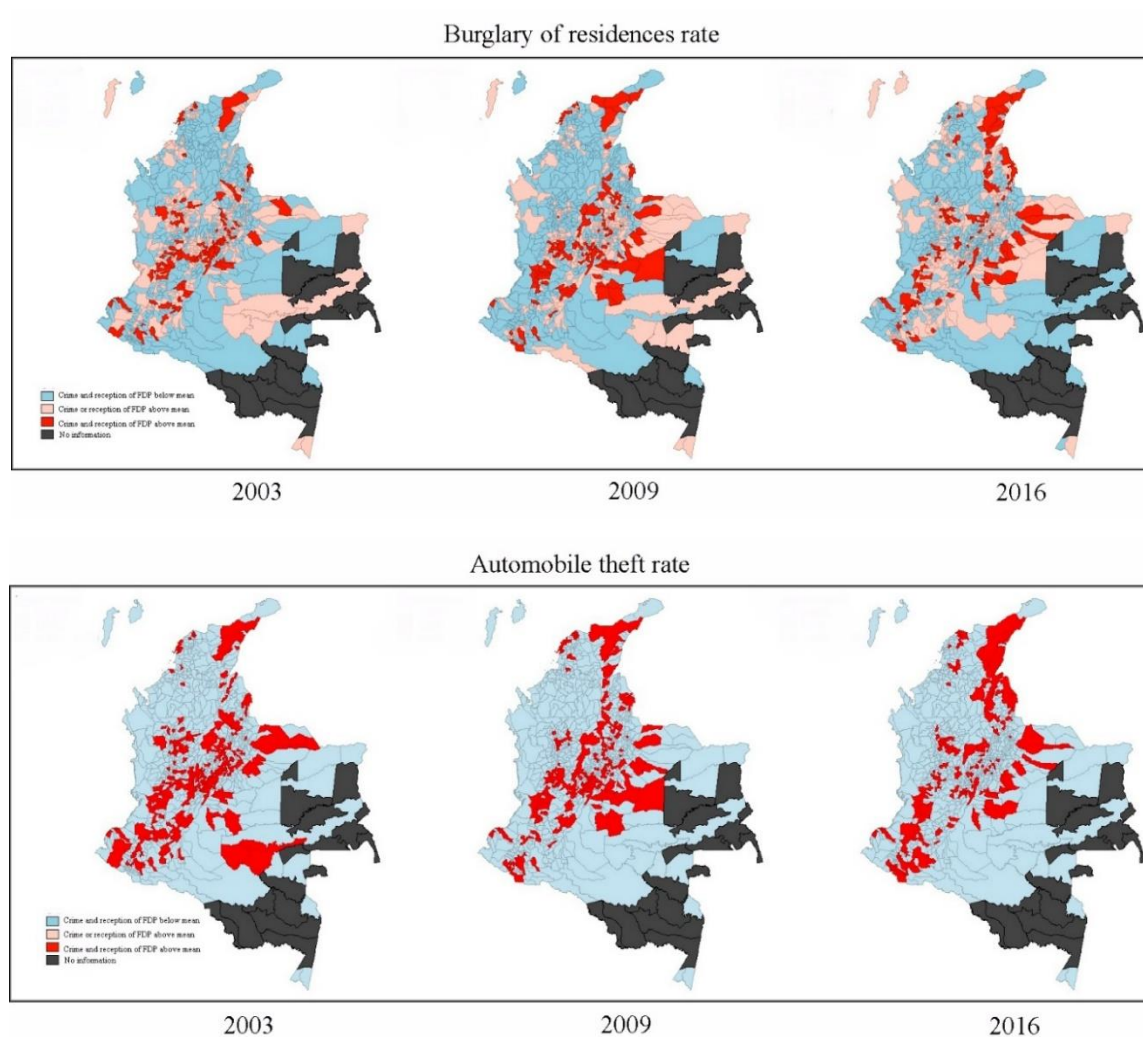 Burglary of residences rate
Crime and reception of FDP below mean
Crime or reception of FDP above mean
Crime and reception of FDP above mean
No information
2003 2009 2016
Automobile theft rate
Crime and reception of FDP below mean
Crime or reception of FDP above mean
Crime and reception of FDP above mean
No information
2003 2009 2016